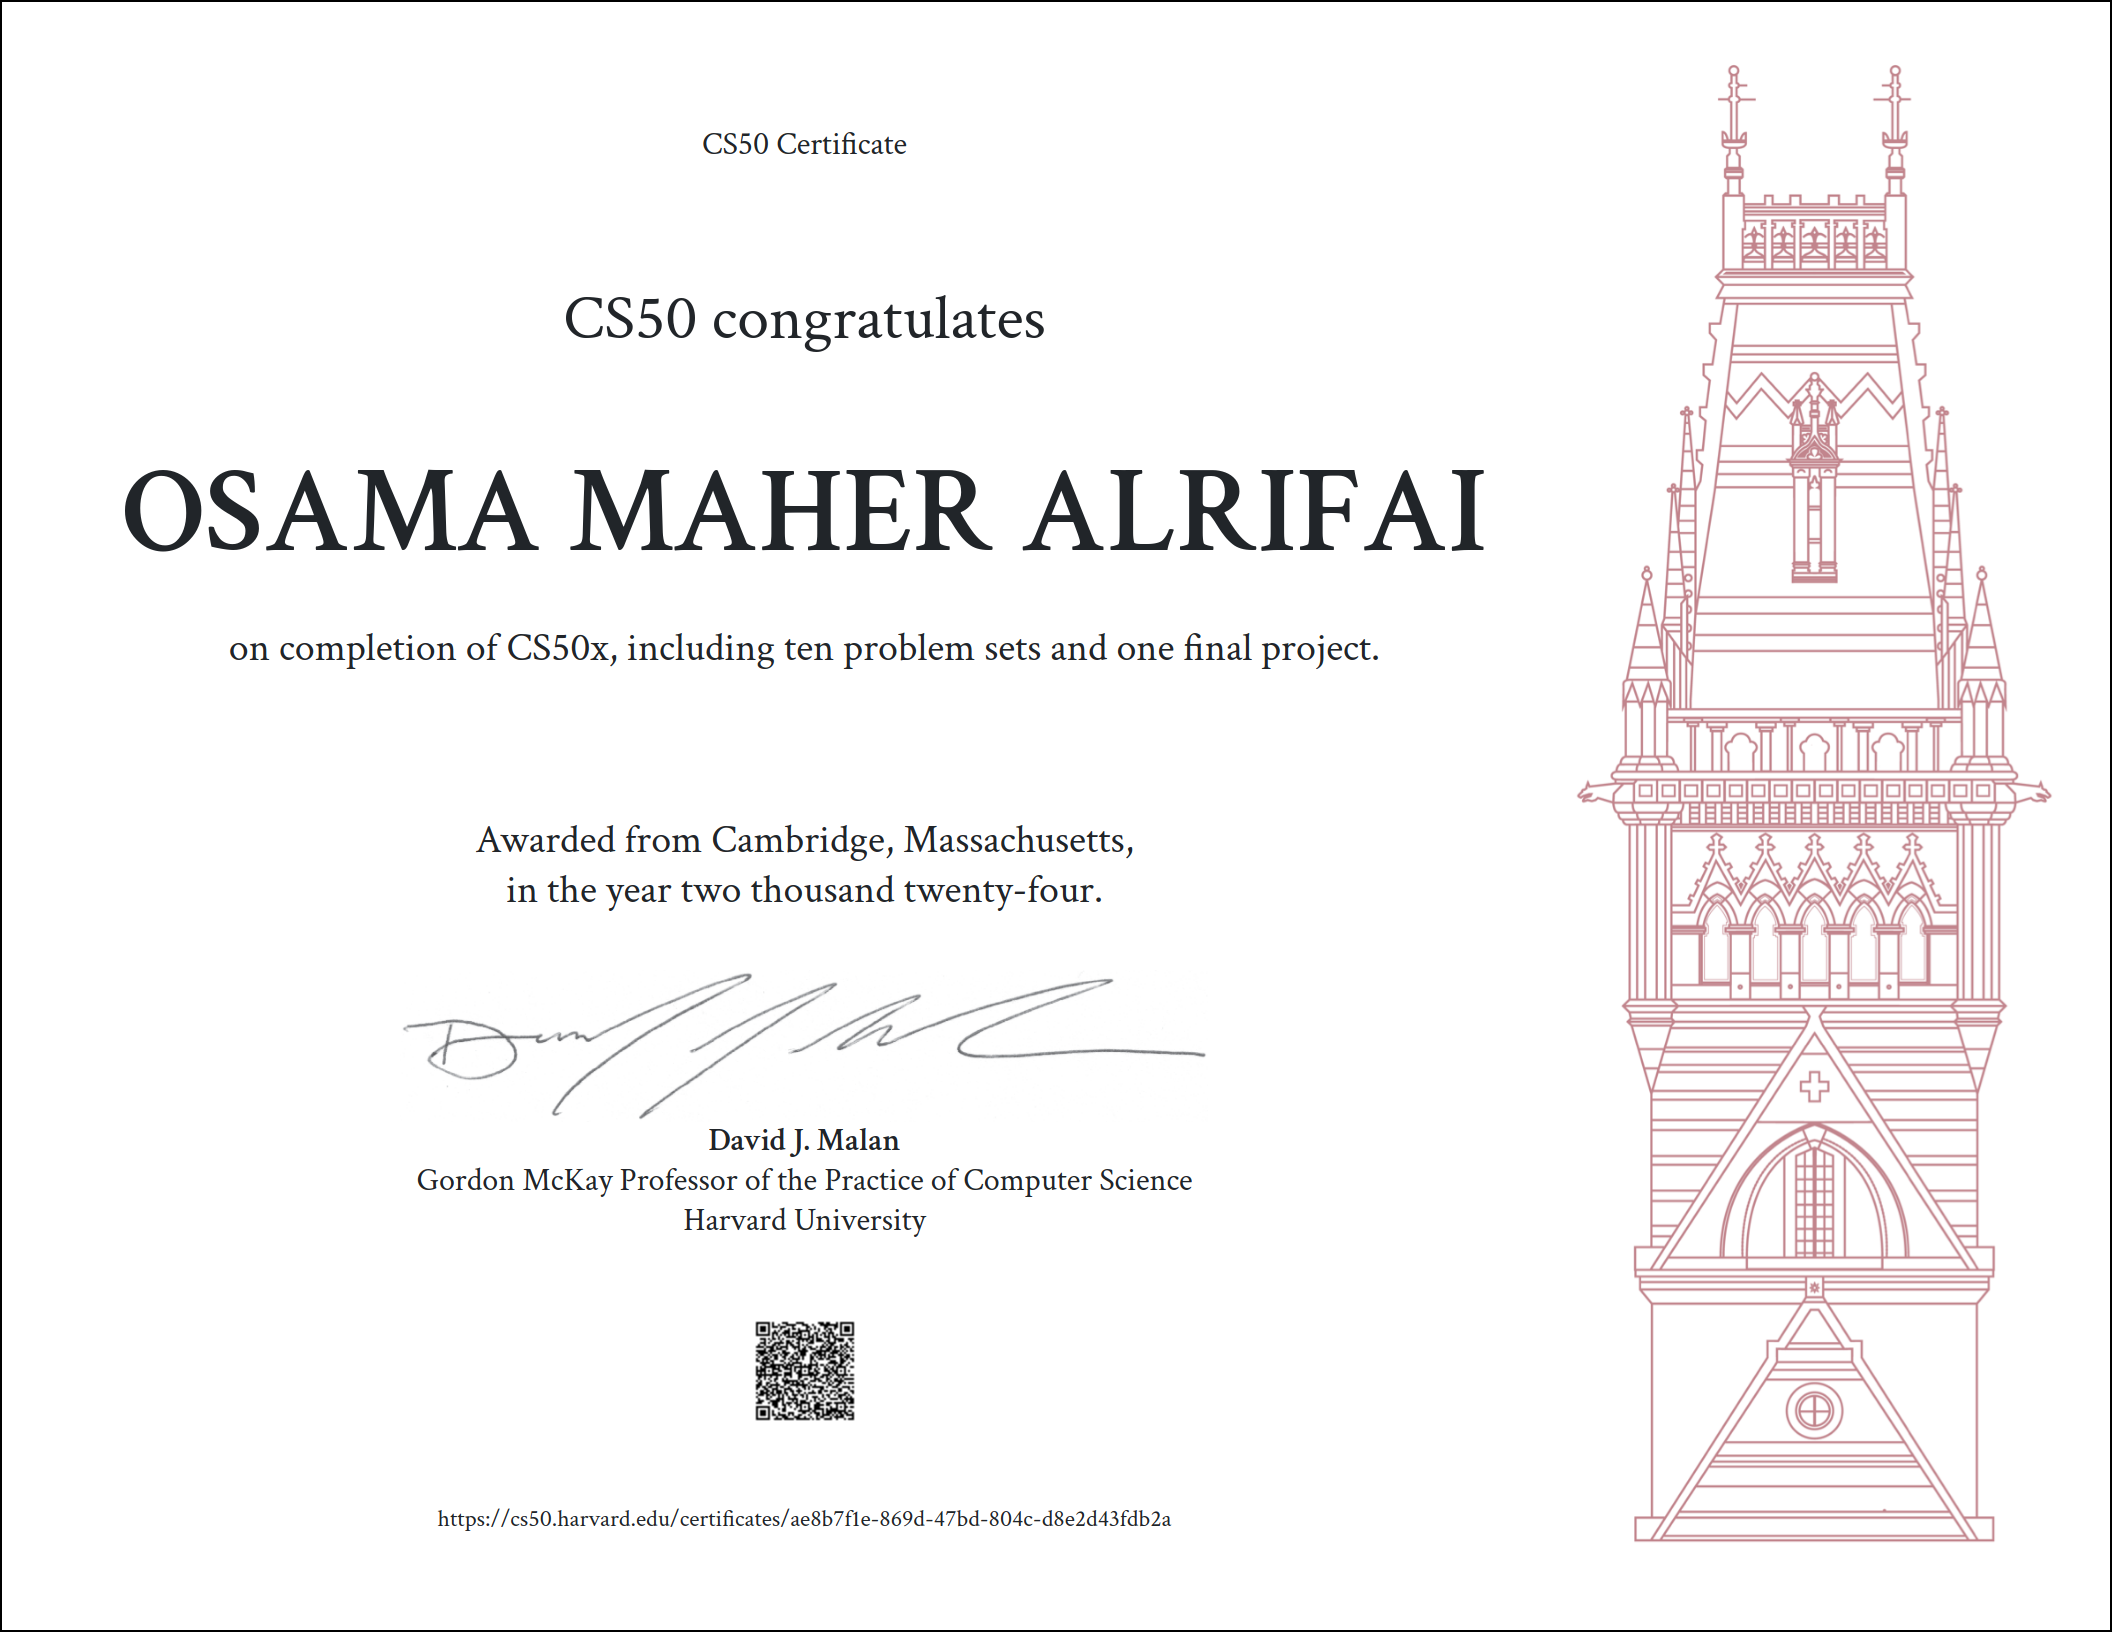 CS50 Certificate
CS50 congratulates
OSAMA MAHER ALRIFAI
on completion of CS50x, including ten problem sets and one final project.
Awarded from Cambridge, Massachusetts,
in the year two thousand twenty-four.
David J. Malan
Gordon McKay Professor of the Practice of Computer Science
Harvard University
https://cs50.harvard.edu/certificates/ae8b7f1e-869d-47bd-804c-d8e2d43fdb2a